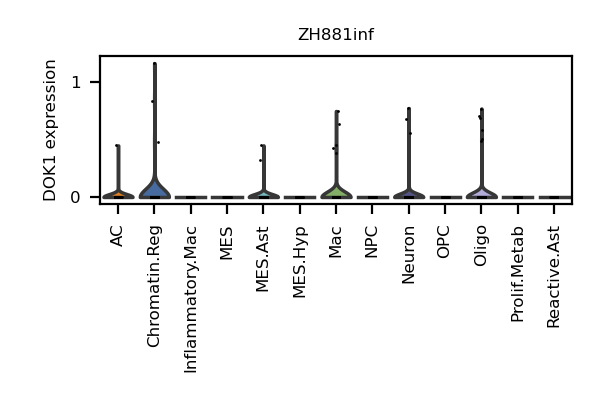 ZH881inf
DOK1 expression
1
0
AC
Chromatin.Reg
Inflammatory.Mac
MES
MES.Ast
MES.Hyp
Mac
NPC
Neuron
OPC
Oligo
Prolif.Metab
Reactive.Ast